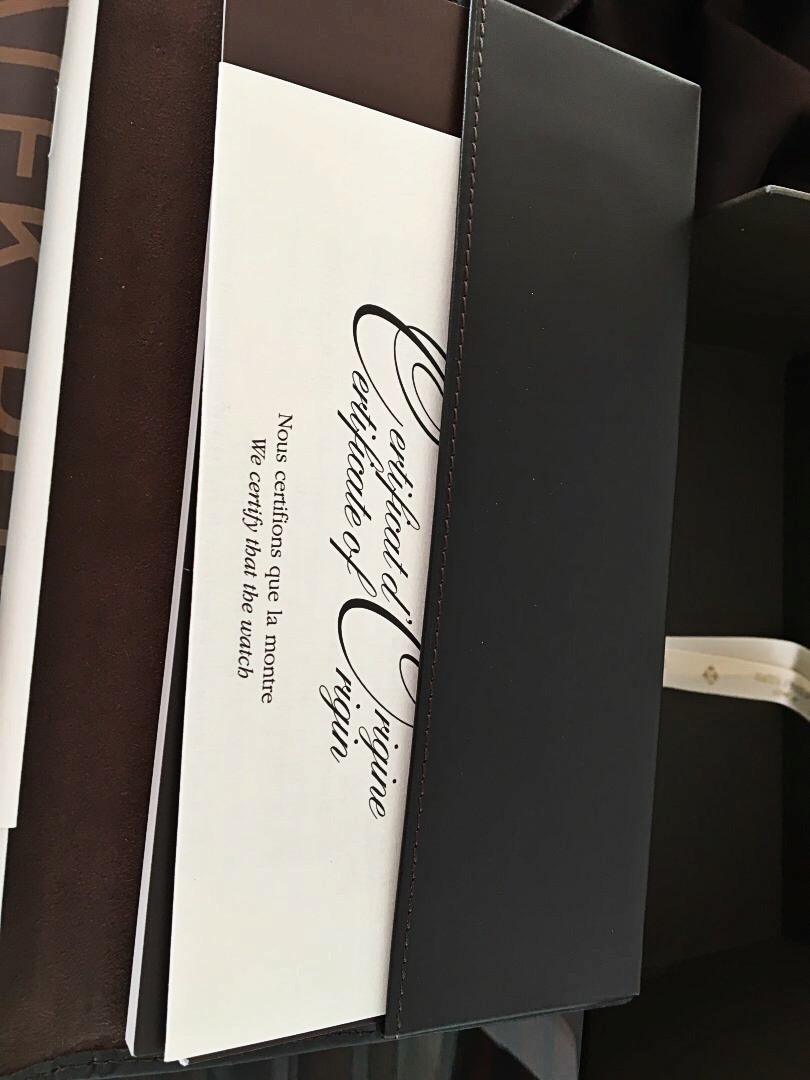 Certificat d'Origine
Certificate of Origin
Nous certifions que la montre
We certify that the watch